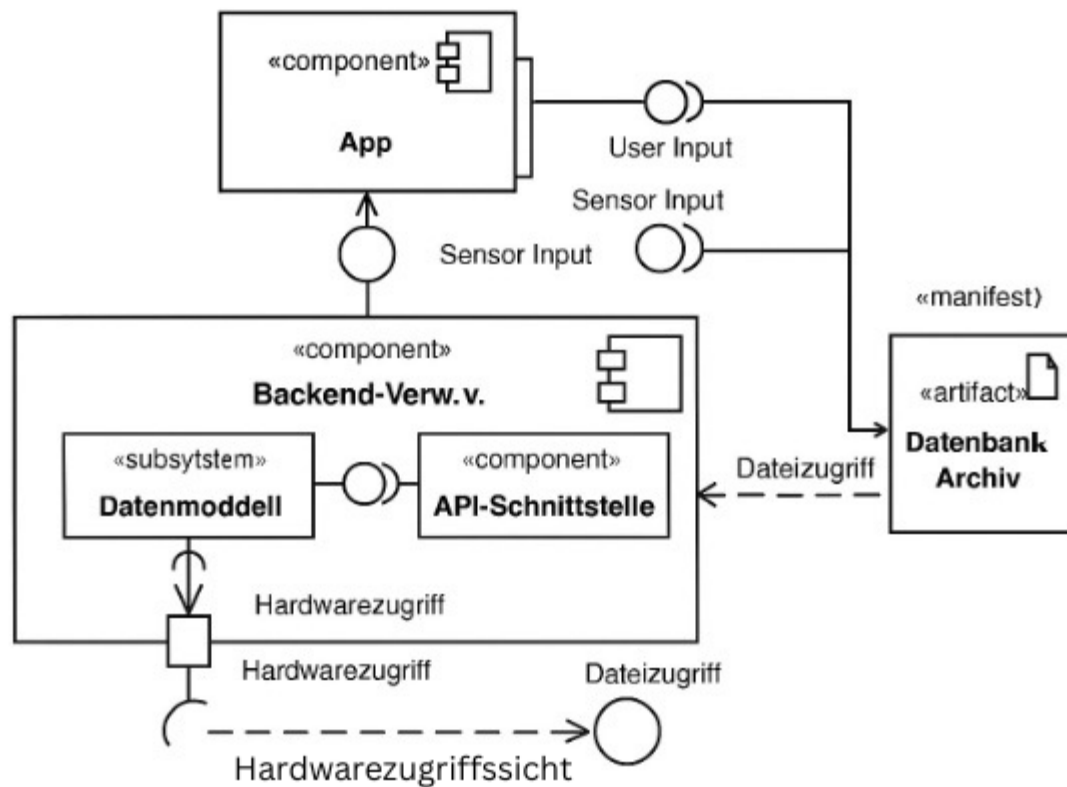 «component»
App
User Input
Sensor Input
Sensor Input
«manifest⟩
«component»
Backend-Verw. v.
«artifact»
Datenbank
Archiv
«subsytstem»
Datenmoddell
«component»
API-Schnittstelle
Dateizugriff
Hardwarezugriff
Hardwarezugriff
Dateizugriff
Hardwarezugriffssicht